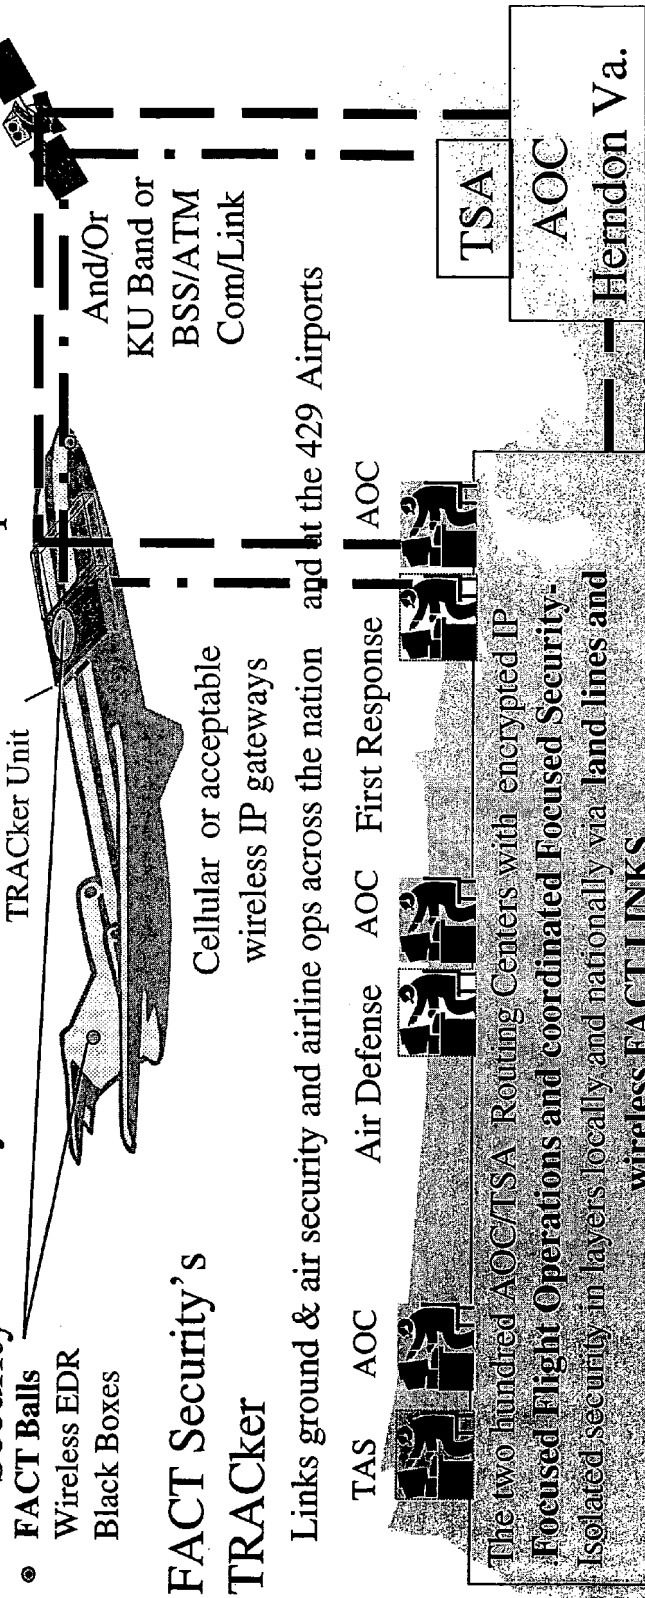 • FACT Balls
Wireless EDR
Black Boxes
TRACker Unit
And/Or
KU Band or
BSS/ATM
Com/Link
Cellular or acceptable
wireless IP gateways
FACT Security's
TRACker
Links ground & air security and airline ops across the nation and at the 429 Airports
TAS AOC Air Defense AOC First Response AOC
TSA
AOC
Herndon Va.
The two hundred AOC/TSA Routing Centers with encrypted IP
Focused Flight Operations and coordinated Focused Security-
Isolated security in layers locally and nationally via land lines and
wireless FACT LINKS